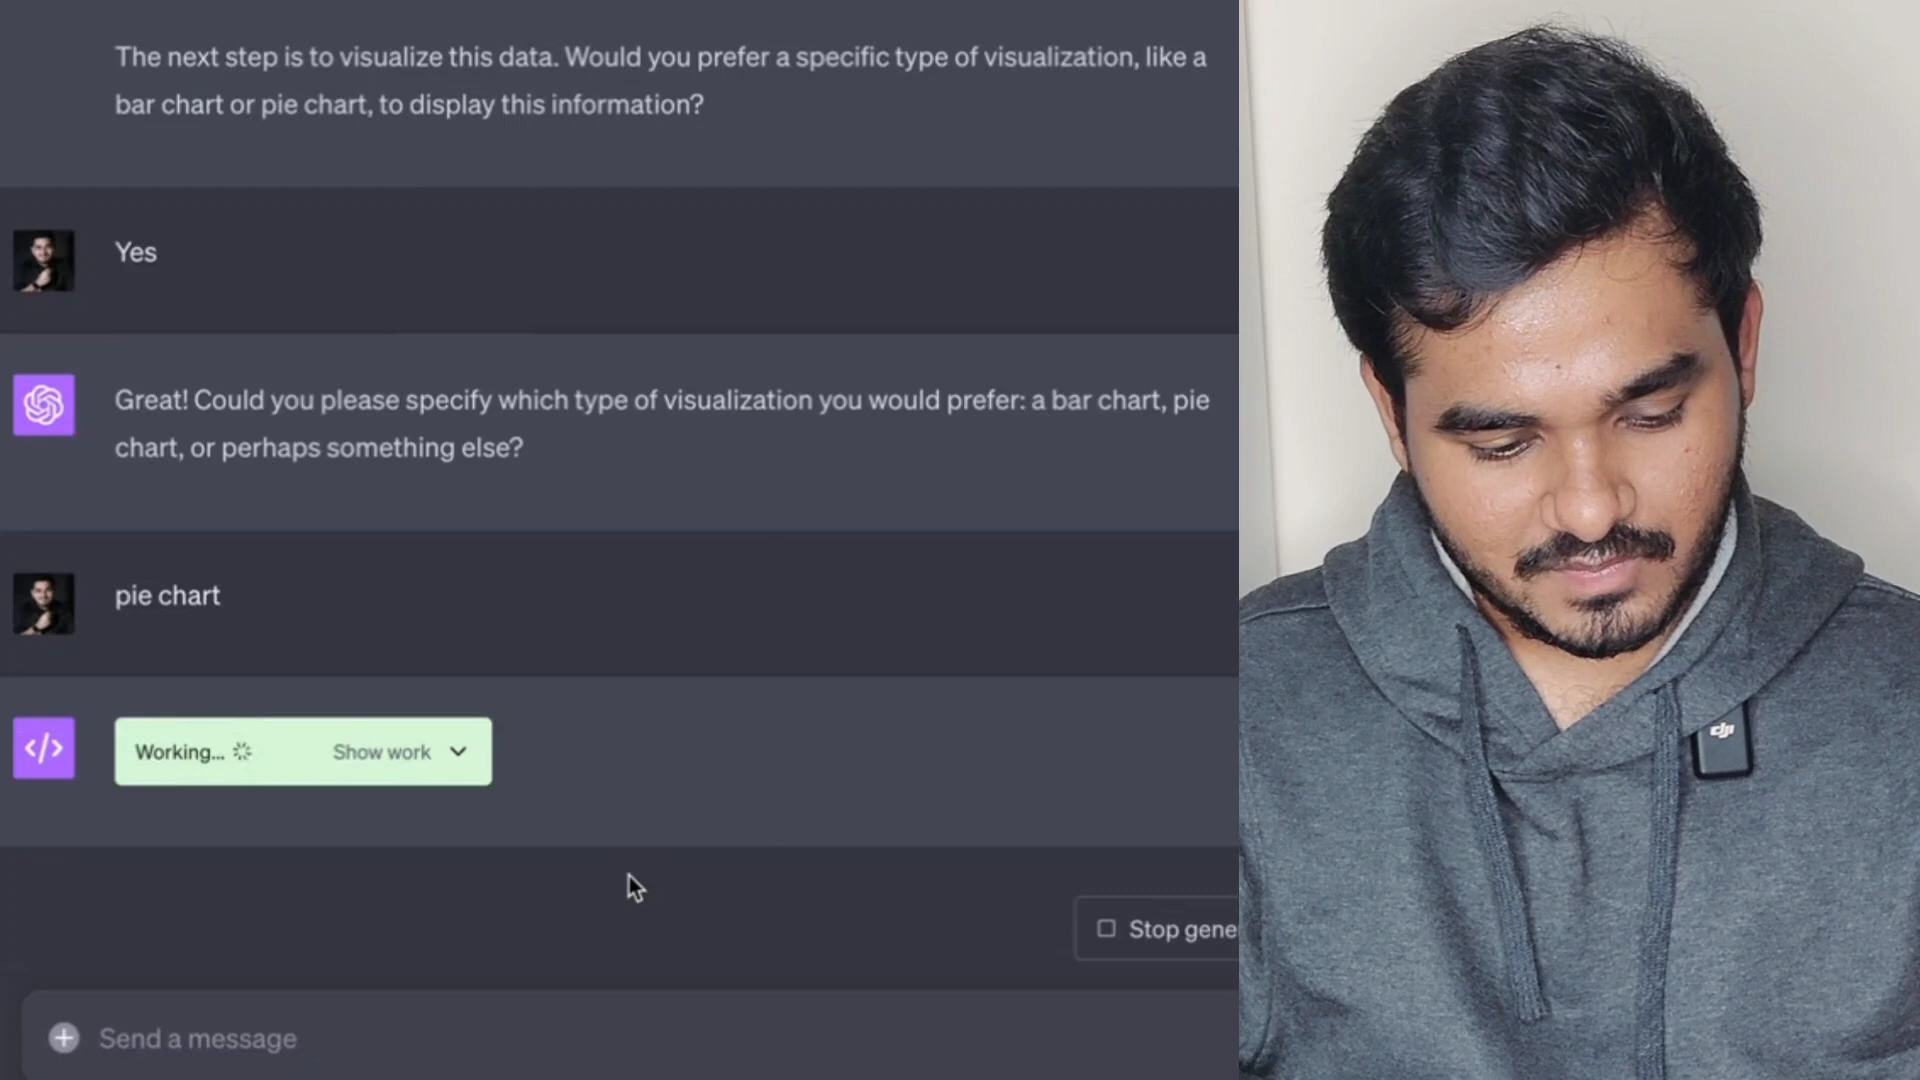 The next step is to visualize this data. Would you prefer a specific type of visualization, like a
bar chart or pie chart, to display this information?
Yes
Great! Could you please specify which type of visualization you would prefer: a bar chart, pie
chart, or perhaps something else?
pie chart
</>
Working... Show work
Stop gene
Send a message
dji